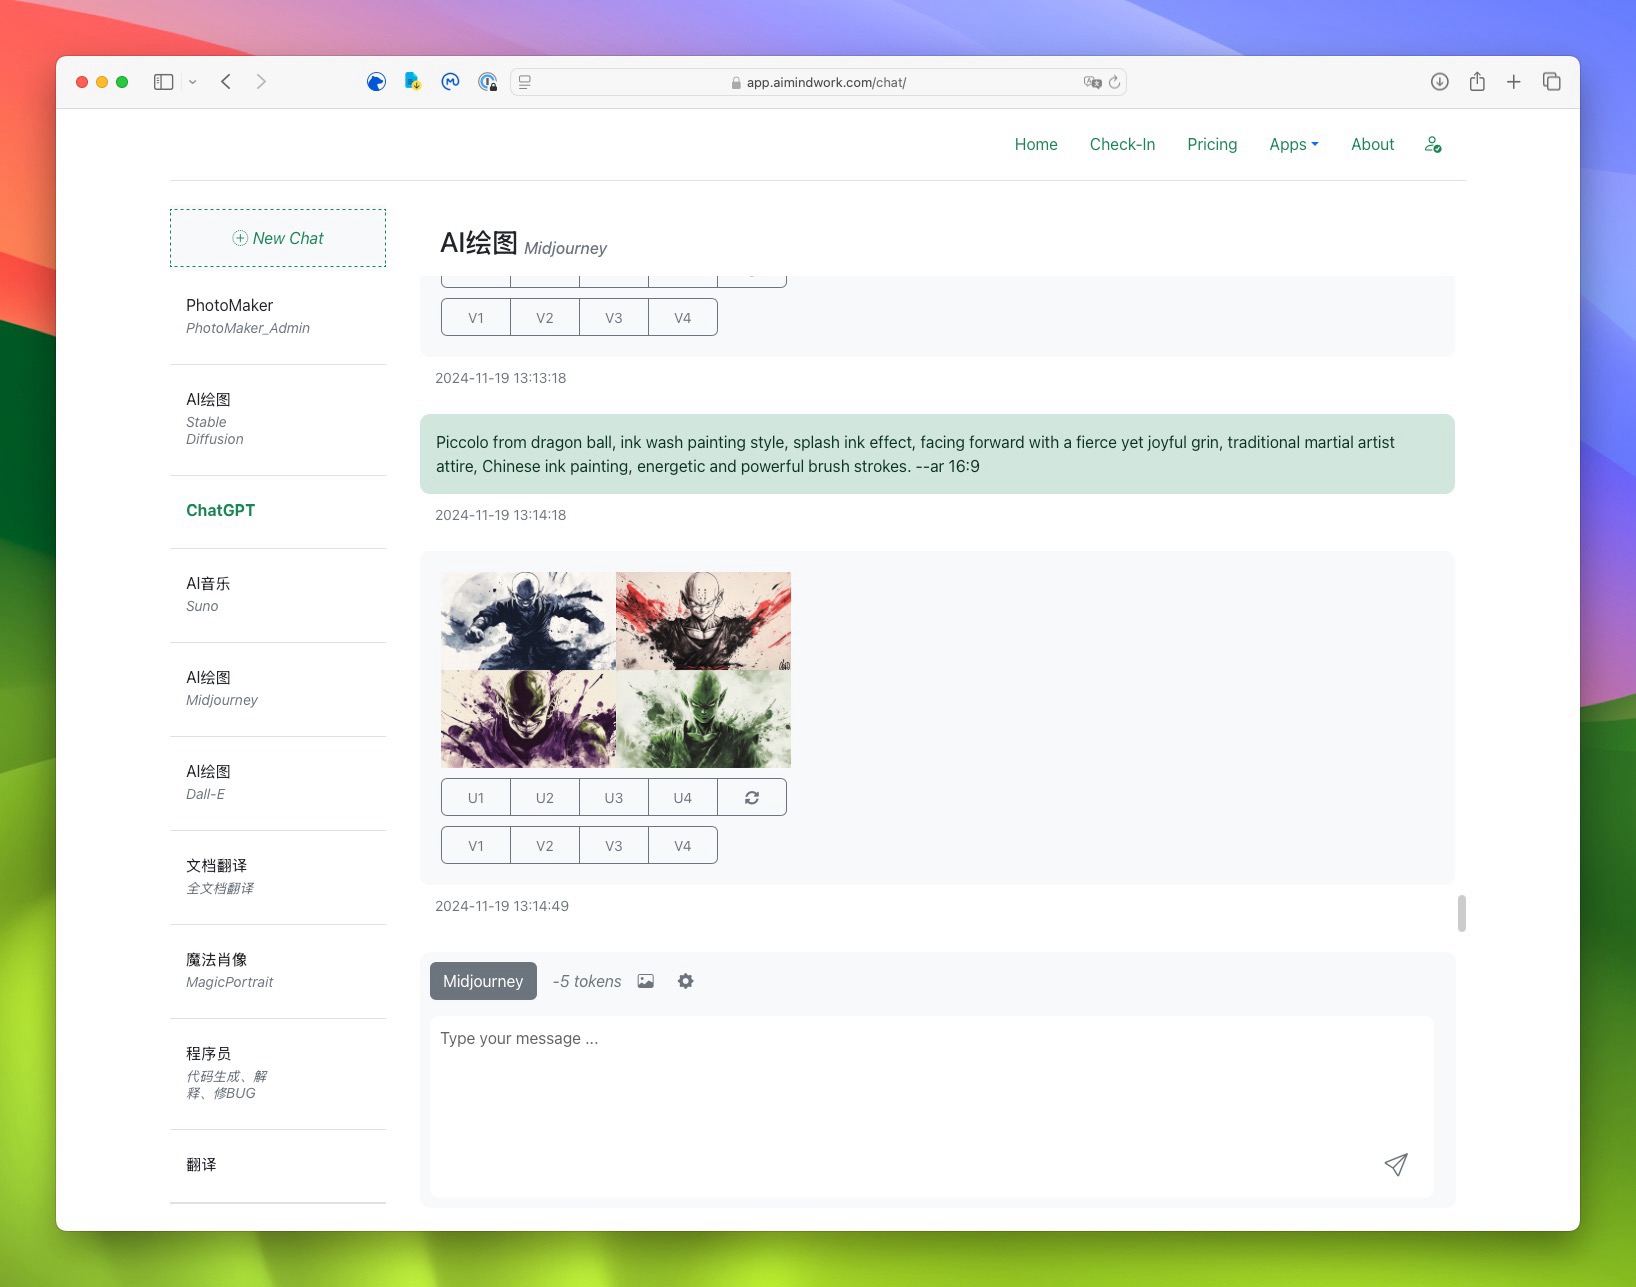 app.aimindwork.com/chat/
Home Check-In Pricing Apps About
New Chat
PhotoMaker
PhotoMaker_Admin
AI绘图
Stable
Diffusion
ChatGPT
AI音乐
Suno
AI绘图
Midjourney
AI绘图
Dall-E
文档翻译
全文档翻译
魔法肖像
MagicPortrait
程序员
代码生成、解
释、修BUG
翻译
AI绘图 Midjourney
V1 V2 V3 V4
2024-11-19 13:13:18
Piccolo from dragon ball, ink wash painting style, splash ink effect, facing forward with a fierce yet joyful grin, traditional martial artist
attire, Chinese ink painting, energetic and powerful brush strokes. --ar 16:9
2024-11-19 13:14:18
U1 U2 U3 U4
V1 V2 V3 V4
2024-11-19 13:14:49
Midjourney -5 tokens
Type your message ...